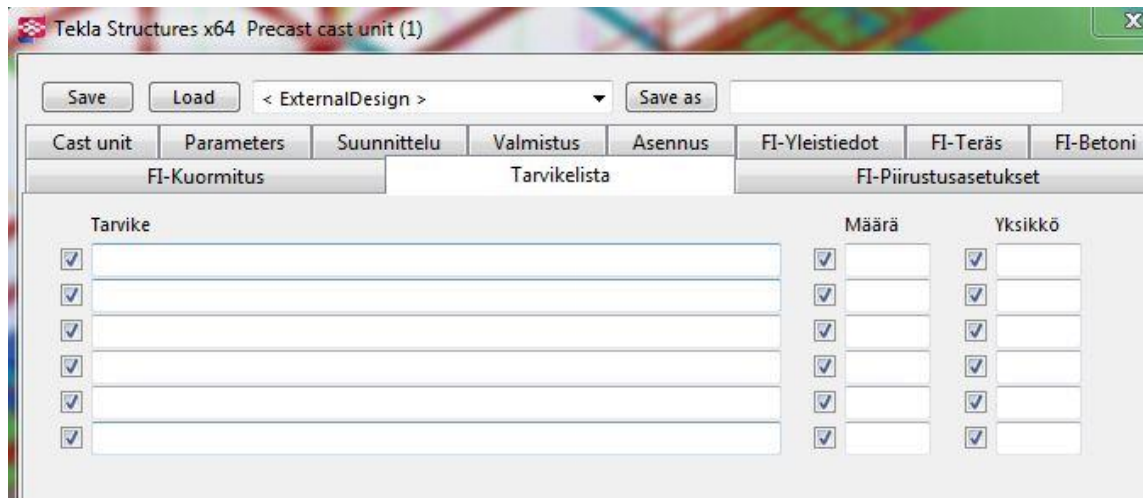 Tekla Structures x64 Precast cast unit (1)
Save Load < ExternalDesign > Save as
Cast unit Parameters Suunnittelu Valmistus Asennus FI-Yleistiedot FI-Teräs FI-Betoni
FI-Kuormitus Tarvikelista FI-Piirustusasetukset
Tarvike Määrä Yksikkö